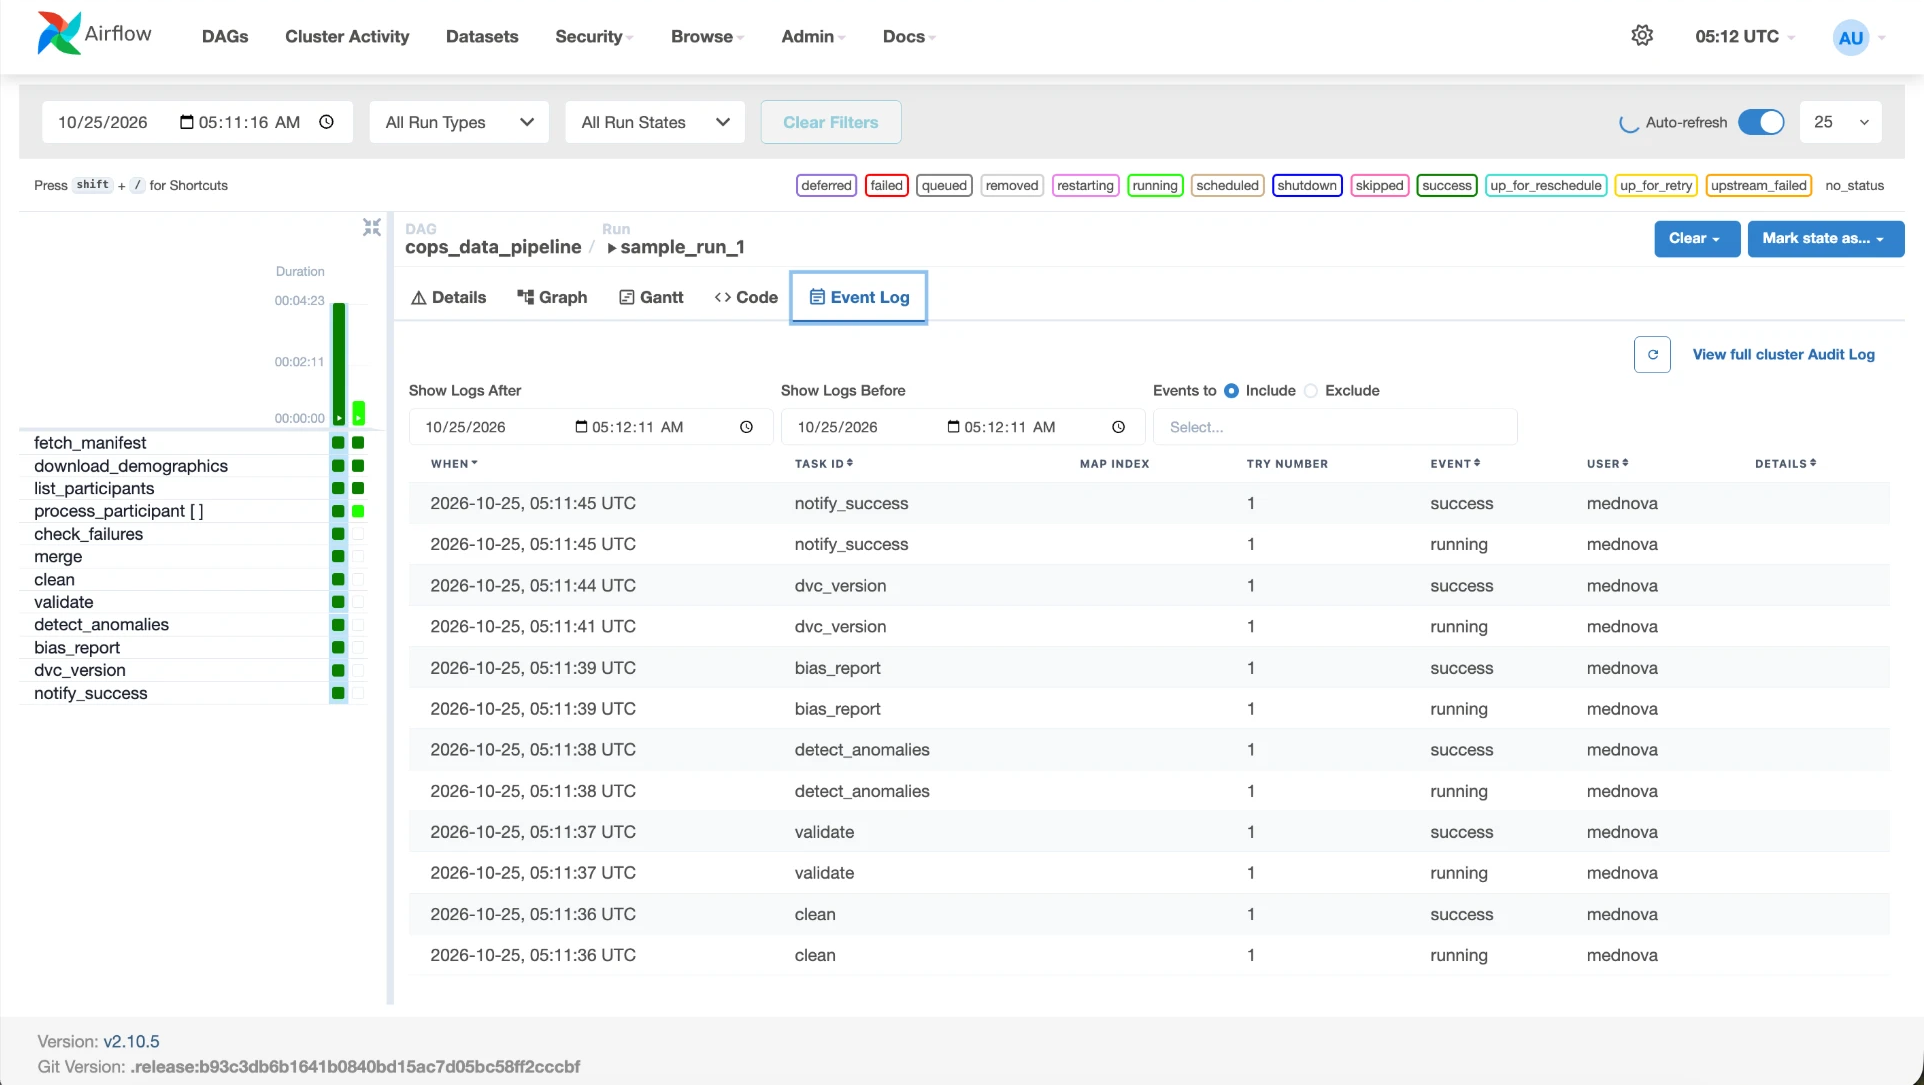 Airflow DAGs Cluster Activity Datasets Security Browse Admin Docs 05:12 UTC AU
10/25/2026 05:11:16 AM All Run Types All Run States Clear Filters Auto-refresh 25
Press shift + / for Shortcuts deferred failed queued removed restarting running scheduled shutdown skipped success up_for_reschedule up_for_retry upstream_failed no_status
DAG Run
cops_data_pipeline / sample_run_1 Clear Mark state as...
Duration
00:04:23
00:02:11
00:00:00
fetch_manifest
download_demographics
list_participants
process_participant [ ]
check_failures
merge
clean
validate
detect_anomalies
bias_report
dvc_version
notify_success
Details Graph Gantt <> Code Event Log
View full cluster Audit Log
Show Logs After Show Logs Before Events to Include Exclude
10/25/2026 05:12:11 AM 10/25/2026 05:12:11 AM Select...
WHEN TASK ID MAP INDEX TRY NUMBER EVENT USER DETAILS
2026-10-25, 05:11:45 UTC notify_success 1 success mednova
2026-10-25, 05:11:45 UTC notify_success 1 running mednova
2026-10-25, 05:11:44 UTC dvc_version 1 success mednova
2026-10-25, 05:11:41 UTC dvc_version 1 running mednova
2026-10-25, 05:11:39 UTC bias_report 1 success mednova
2026-10-25, 05:11:39 UTC bias_report 1 running mednova
2026-10-25, 05:11:38 UTC detect_anomalies 1 success mednova
2026-10-25, 05:11:38 UTC detect_anomalies 1 running mednova
2026-10-25, 05:11:37 UTC validate 1 success mednova
2026-10-25, 05:11:37 UTC validate 1 running mednova
2026-10-25, 05:11:36 UTC clean 1 success mednova
2026-10-25, 05:11:36 UTC clean 1 running mednova
Version: v2.10.5
Git Version: .release:b93c3db6b1641b0840bd15ac7d05bc58ff2cccbf